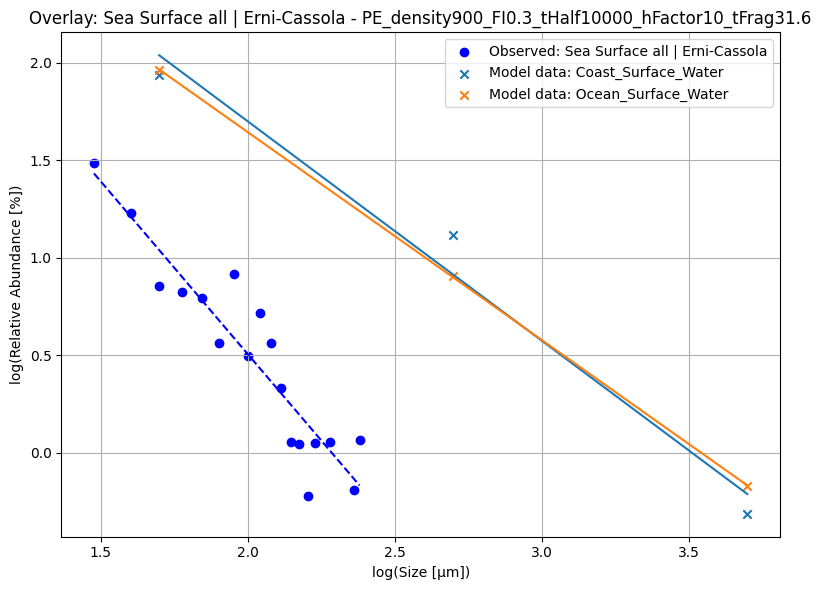 Overlay: Sea Surface all | Erni-Cassola - PE_density900_FI0.3_tHalf10000_hFactor10_tFrag31.6
Observed: Sea Surface all | Erni-Cassola
Model data: Coast_Surface_Water
Model data: Ocean_Surface_Water
log(Relative Abundance [%])
2.0
1.5
1.0
0.5
0.0
1.5 2.0 2.5 3.0 3.5
log(Size [µm])